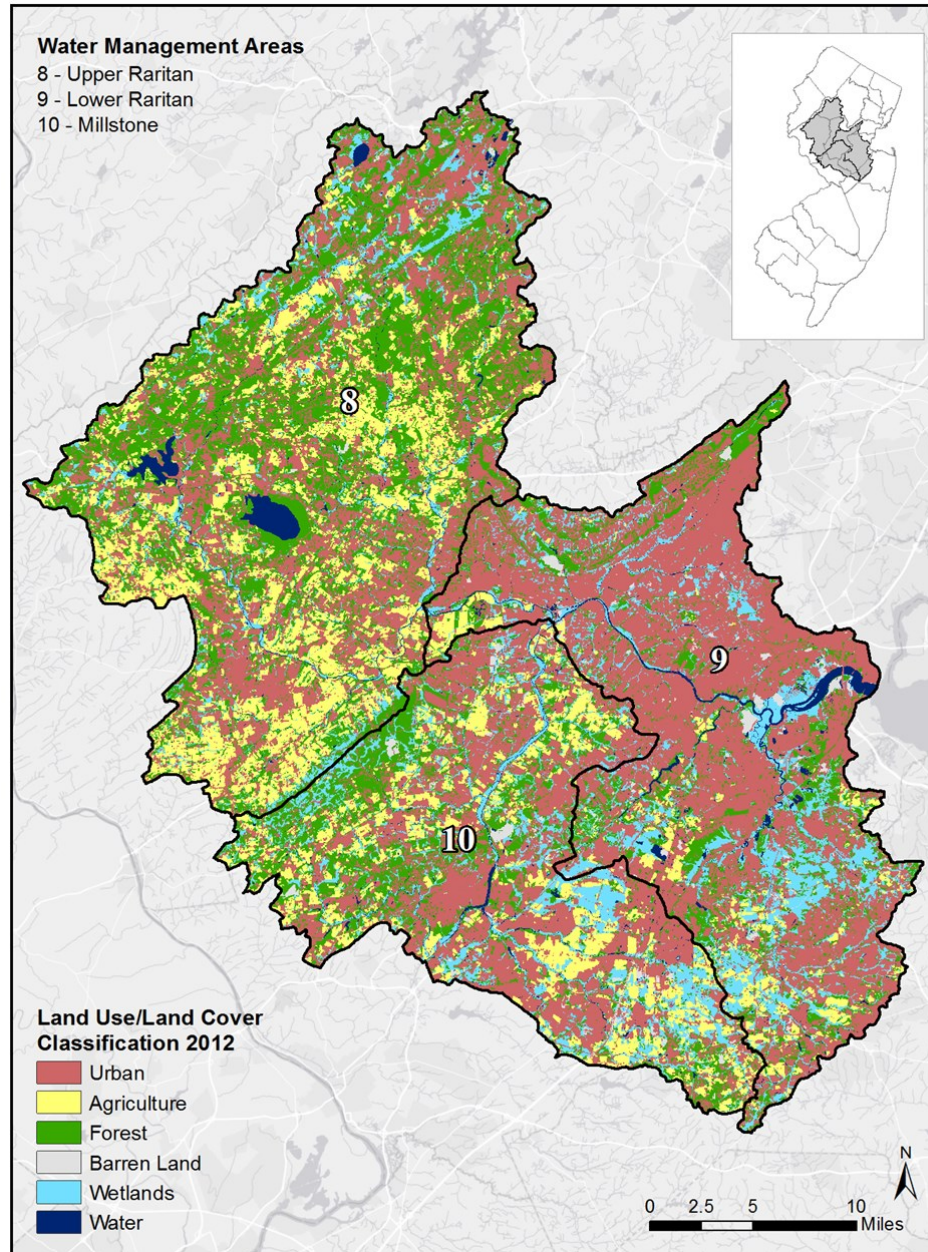 Water Management Areas
8 - Upper Raritan
9 - Lower Raritan
10 - Millstone
8
9
10
Land Use/Land Cover
Classification 2012
Urban
Agriculture
Forest
Barren Land
Wetlands
Water
N
0 2.5 5 10
Miles